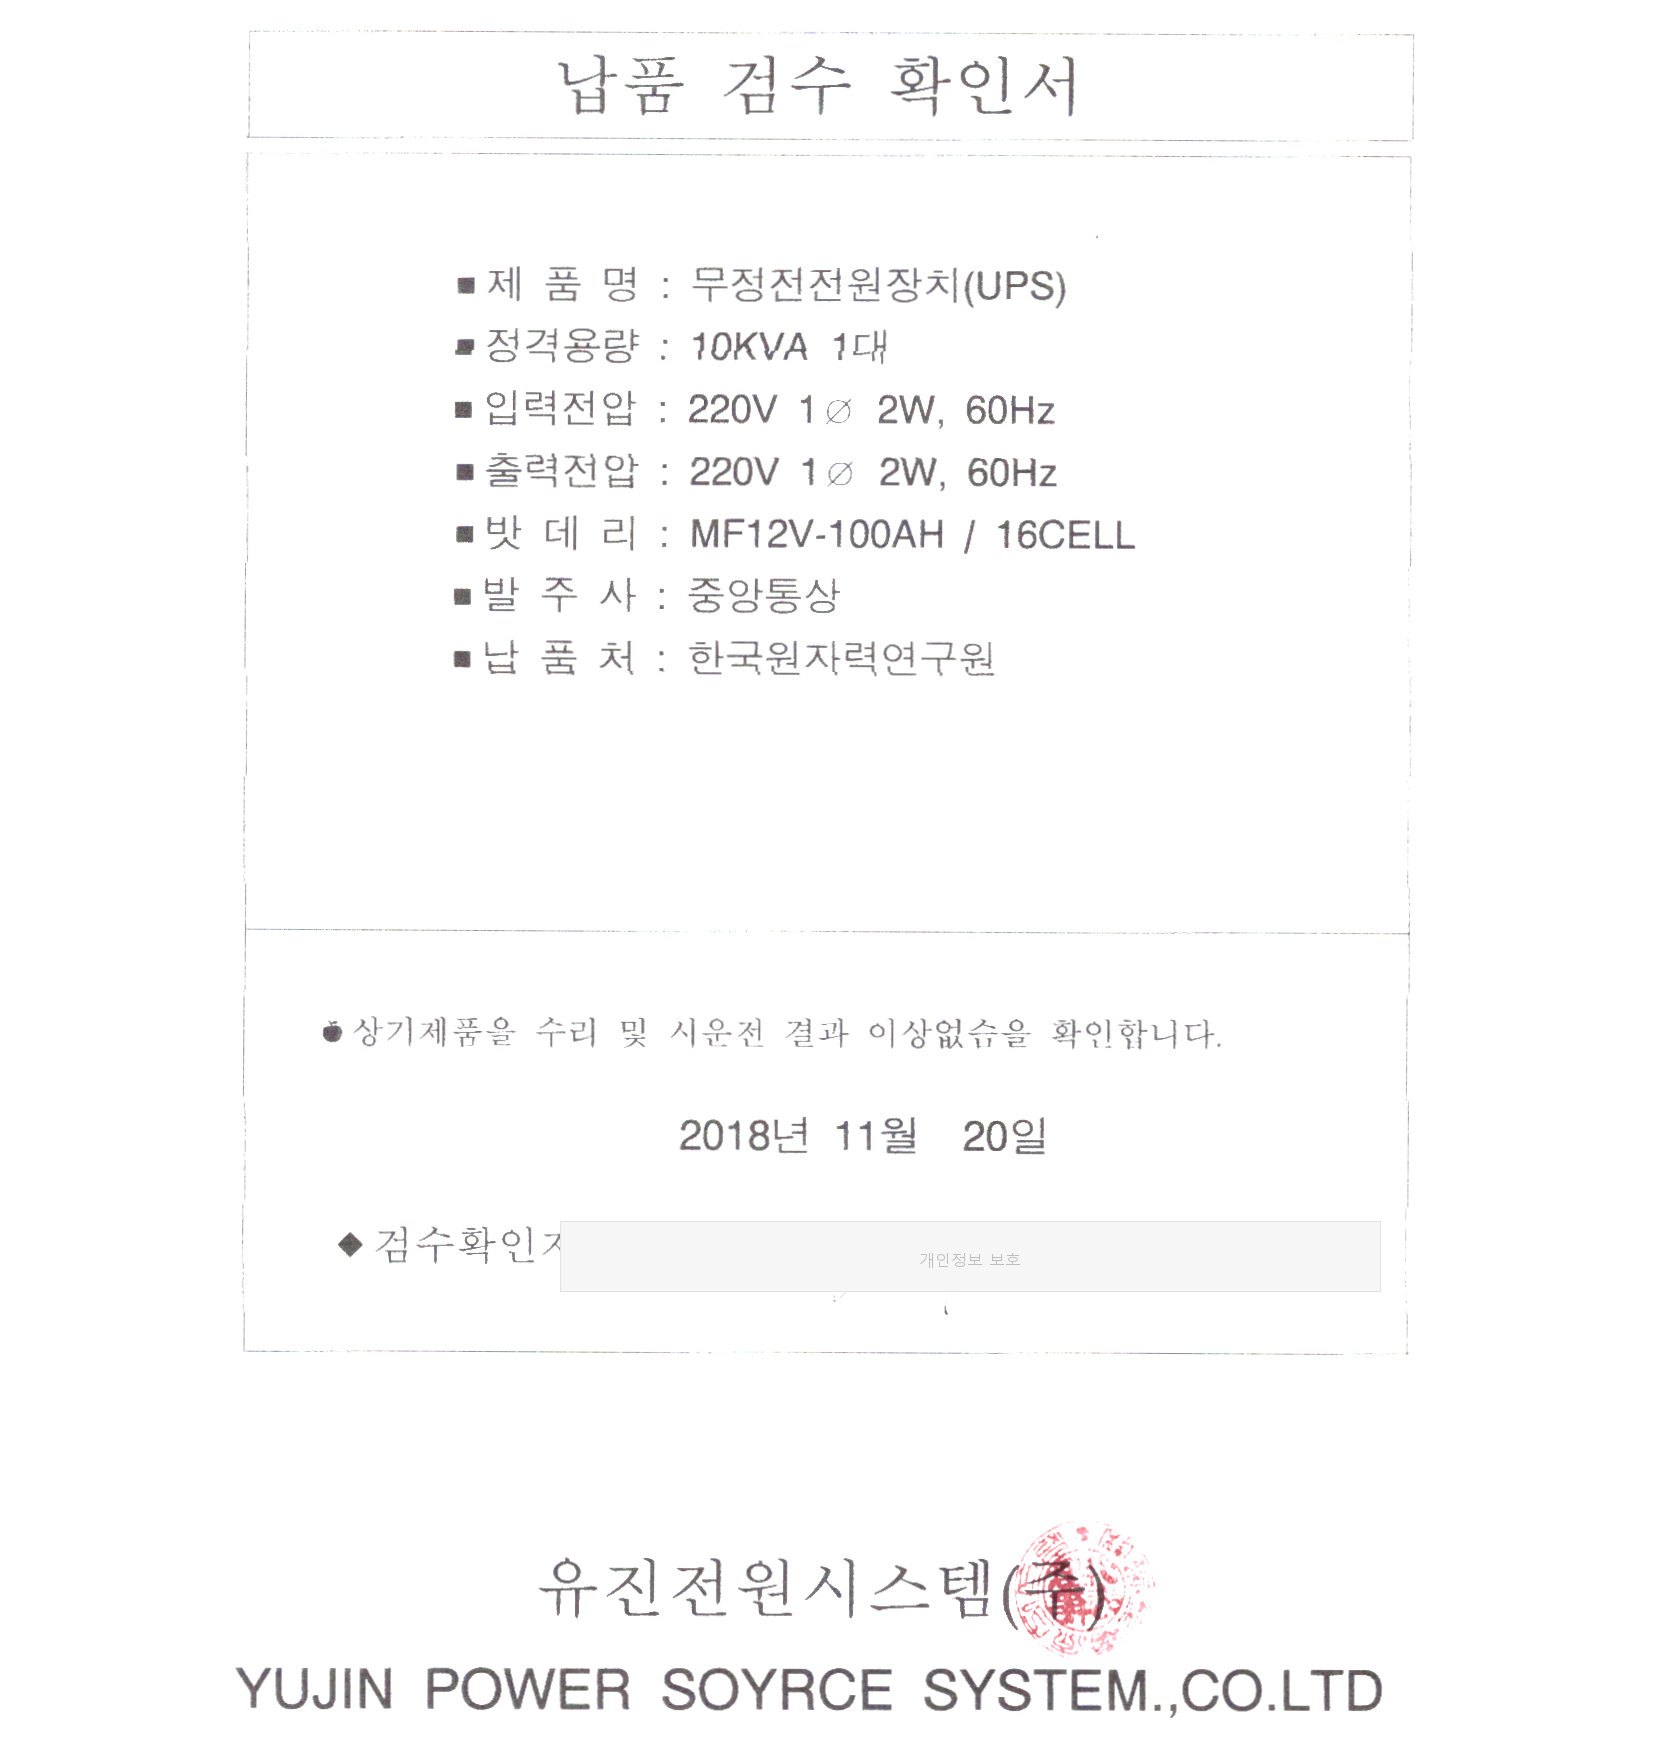 납품 검수 확인서
■ 제 품 명 : 무정전전원장치(UPS)
■ 정격용량 : 10KVA 1대
■ 입력전압 : 220V 1∅ 2W, 60Hz
■ 출력전압 : 220V 1∅ 2W, 60Hz
■ 밧 데 리 : MF12V-100AH / 16CELL
■ 발 주 사 : 중앙통상
■ 납 품 처 : 한국원자력연구원
상기제품을 수리 및 시운전 결과 이상없슴을 확인합니다.
2018년 11월 20일
◆ 검수확인자
개인정보 보호
유진전원시스템(주)
YUJIN POWER SOYRCE SYSTEM.,CO.LTD